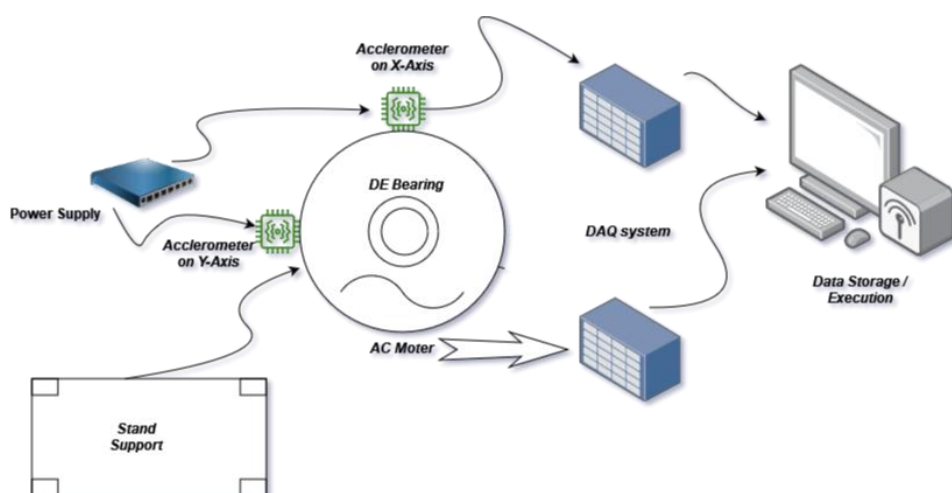 Acclerometer
on X-Axis
DE Bearing
Power Supply
Acclerometer
on Y-Axis
DAQ system
Data Storage /
Execution
AC Moter
Stand
Support